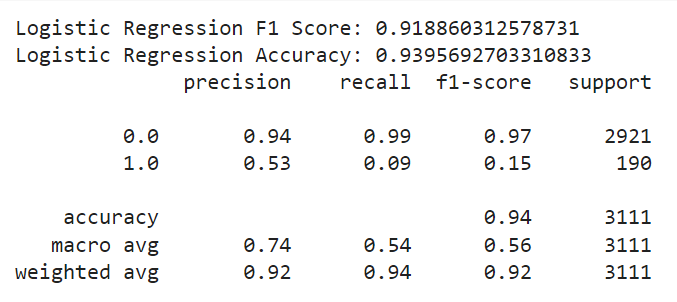 Logistic Regression F1 Score: 0.918860312578731
Logistic Regression Accuracy: 0.9395692703310833
precision recall f1-score support
0.0 0.94 0.99 0.97 2921
1.0 0.53 0.09 0.15 190
accuracy 0.94 3111
macro avg 0.74 0.54 0.56 3111
weighted avg 0.92 0.94 0.92 3111